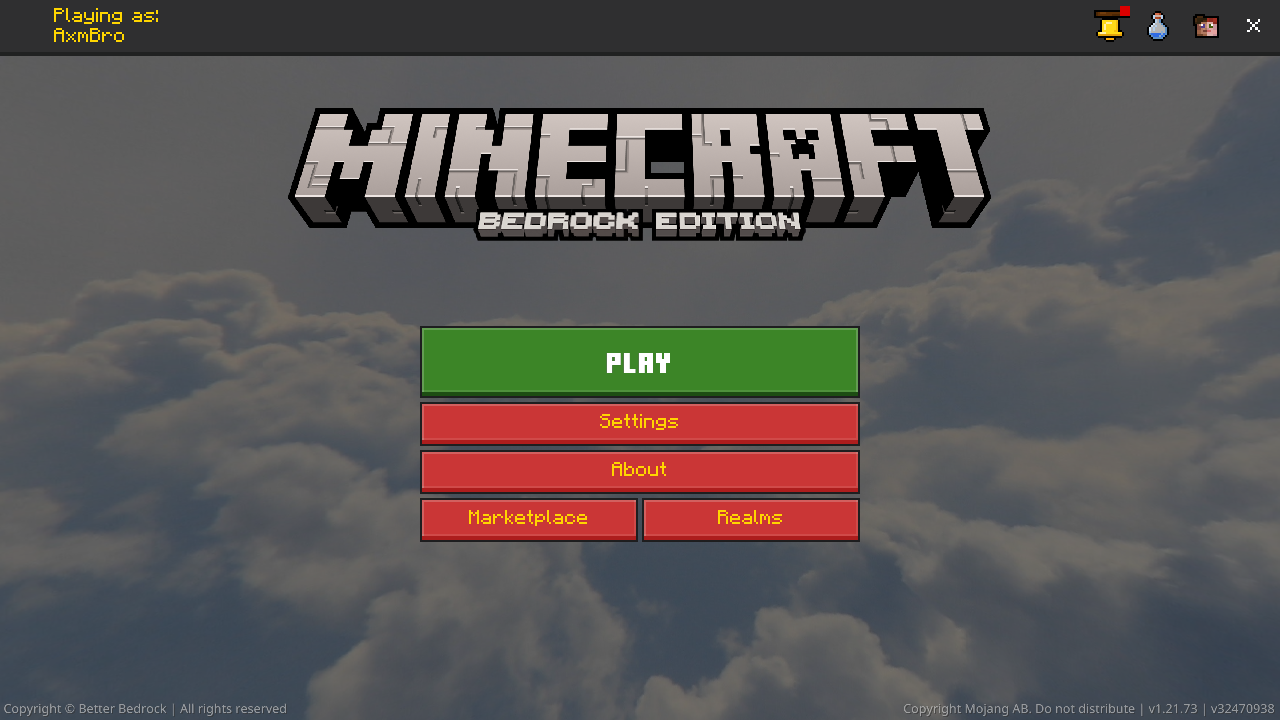 Playing as:
AxmBro
MINECRAFT
BEDROCK EDITION
PLAY
Settings
About
Marketplace
Realms
Copyright © Better Bedrock | All rights reserved
Copyright Mojang AB. Do not distribute | v1.21.73 | v32470938